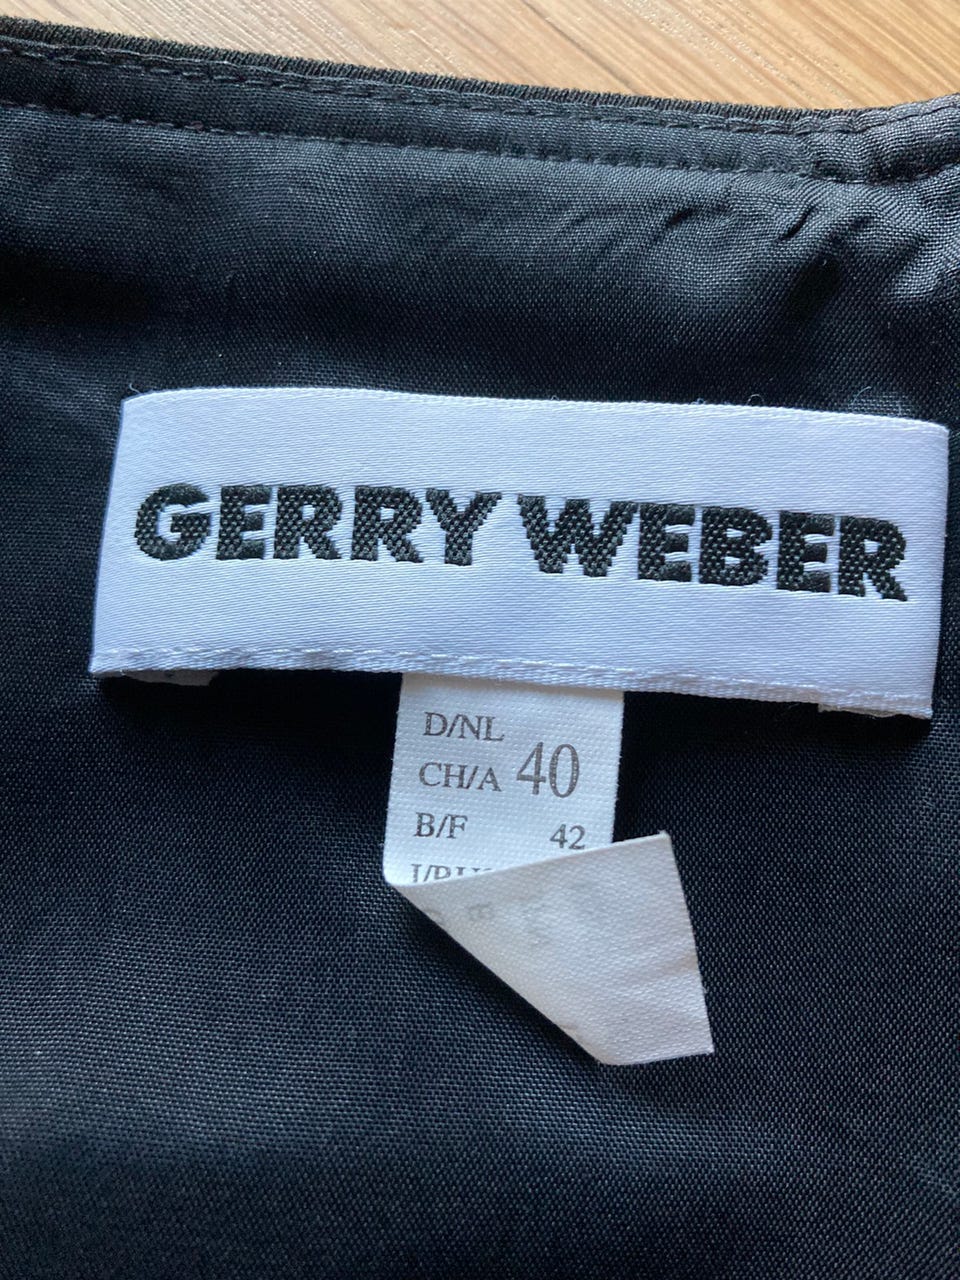 GERRY WEBER
D/NL
CH/A 40
B/F 42